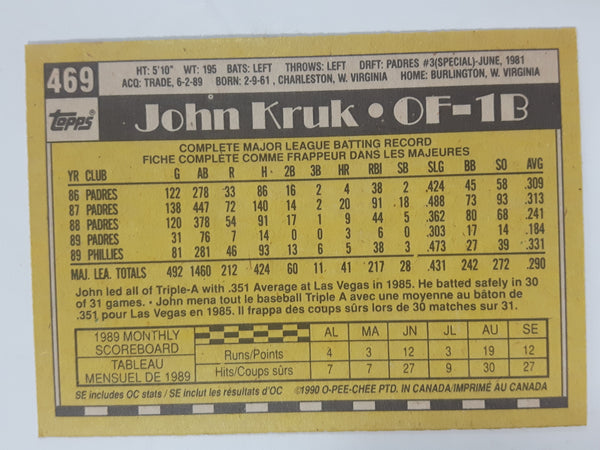 469
HT: 5'10" WT: 195 BATS: LEFT THROWS: LEFT DRFT: PADRES #3(SPECIAL)-JUNE, 1981
ACQ: TRADE, 6-2-89 BORN: 2-9-61, CHARLESTON, W. VIRGINIA HOME: BURLINGTON, W. VIRGINIA
Topps
John Kruk • OF-1B
COMPLETE MAJOR LEAGUE BATTING RECORD
FICHE COMPLÈTE COMME FRAPPEUR DANS LES MAJEURES
YR CLUB G AB R H 2B 3B HR RBI SB SLG BB SO AVG
86 PADRES 122 278 33 86 16 2 4 38 2 .424 45 58 .309
87 PADRES 138 447 72 140 14 2 20 91 18 .488 73 93 .313
88 PADRES 120 378 54 91 17 1 9 44 5 .362 80 68 .241
89 PADRES 31 76 7 14 0 0 3 6 0 .303 17 14 .184
89 PHILLIES 81 281 46 93 13 6 5 38 3 .473 27 39 .331
MAJ. LEA. TOTALS 492 1460 212 424 60 11 41 217 28 .431 242 272 .290
John led all of Triple-A with .351 Average at Las Vegas in 1985. He batted safely in 30
of 31 games. • John mena tout le baseball Triple A avec une moyenne au bâton de
.351 pour Las Vegas en 1985. Il frappa des coups sûrs lors de 30 matches sur 31.
1989 MONTHLY SCOREBOARD
TABLEAU MENSUEL DE 1989
AL MA JN JL AU SE
Runs/Points 4 3 12 3 19 12
Hits/Coups sûrs 7 7 27 9 30 27
SE includes OC stats / SE inclut les résultats d'OC ©1990 O-PEE-CHEE PTD. IN CANADA/IMPRIMÉ AU CANADA